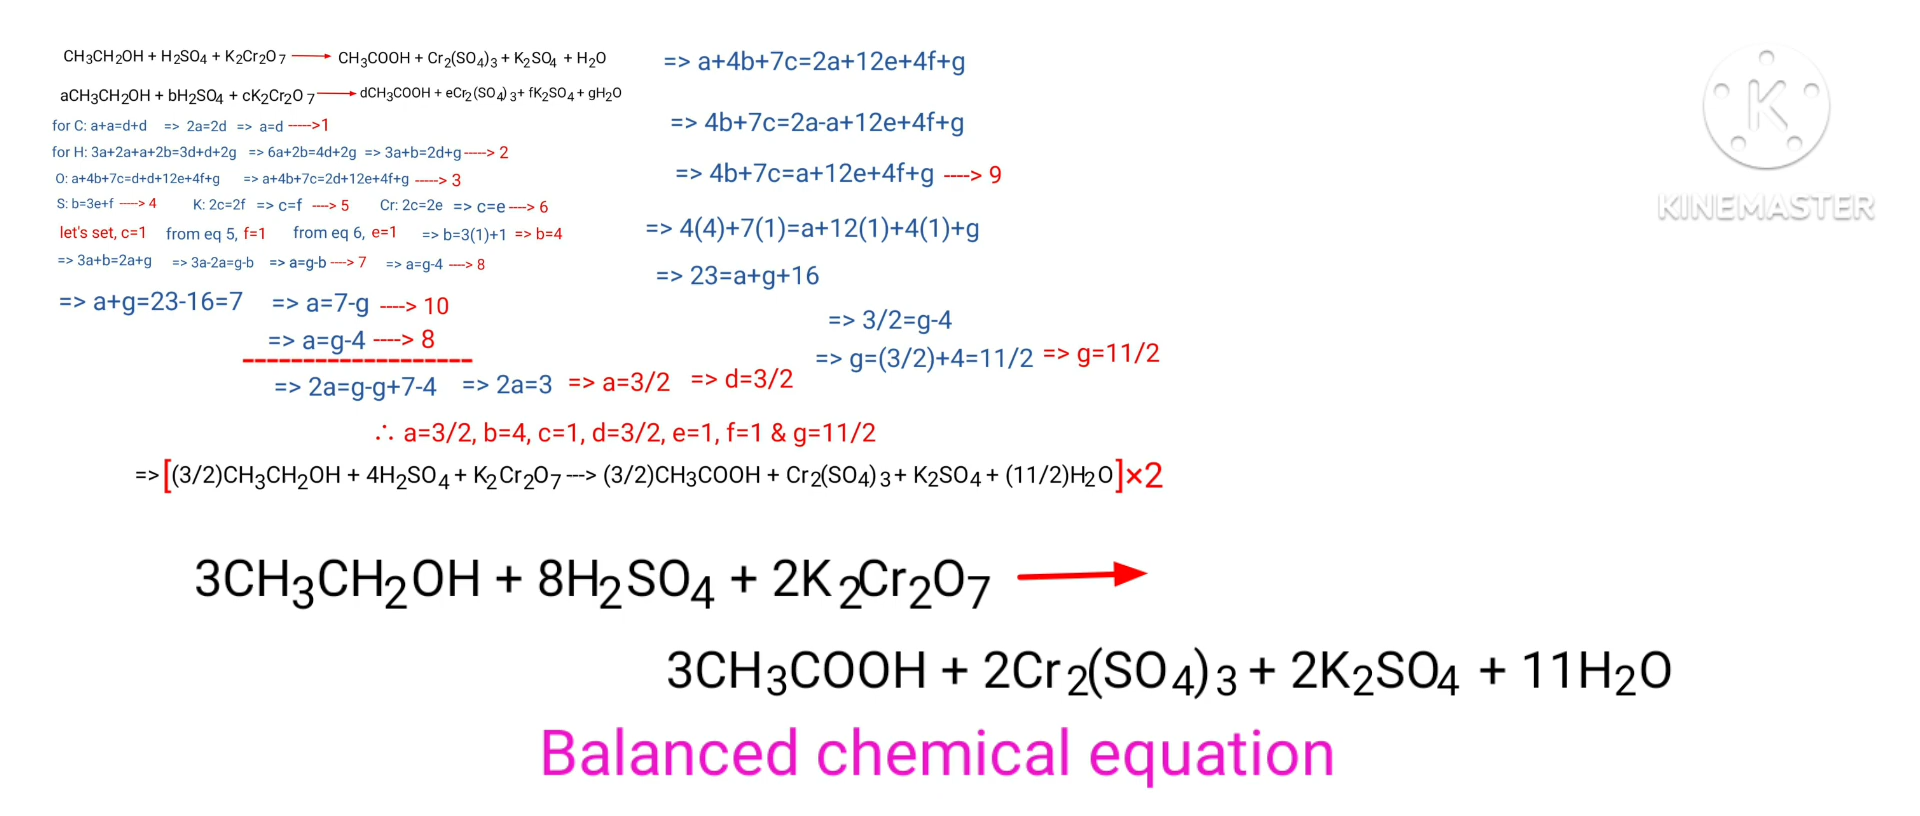 CH3CH2OH + H2SO4 + K2Cr2O7 → CH3COOH + Cr2(SO4)3 + K2SO4 + H2O
aCH3CH2OH + bH2SO4 + cK2Cr2O7 → dCH3COOH + eCr2(SO4)3 + fK2SO4 + gH2O
for C: a+a=d+d => 2a=2d => a=d ----->1
for H: 3a+2a+a+2b=3d+d+2g => 6a+2b=4d+2g => 3a+b=2d+g -----> 2
O: a+4b+7c=d+d+12e+4f+g => a+4b+7c=2d+12e+4f+g -----> 3
S: b=3e+f ----> 4 K: 2c=2f => c=f ----> 5 Cr: 2c=2e => c=e ----> 6
let's set, c=1 from eq 5, f=1 from eq 6, e=1 => b=3(1)+1 => b=4
=> 3a+b=2a+g => 3a-2a=g-b => a=g-b ----> 7 => a=g-4 ----> 8
=> a+4b+7c=2a+12e+4f+g
=> 4b+7c=2a-a+12e+4f+g
=> 4b+7c=a+12e+4f+g ----> 9
=> 4(4)+7(1)=a+12(1)+4(1)+g
=> 23=a+g+16
=> a+g=23-16=7 => a=7-g ----> 10
=> a=g-4 ----> 8
=> 2a=g-g+7-4 => 2a=3 => a=3/2 => d=3/2
=> 3/2=g-4
=> g=(3/2)+4=11/2 => g=11/2
∴ a=3/2, b=4, c=1, d=3/2, e=1, f=1 & g=11/2
=> [(3/2)CH3CH2OH + 4H2SO4 + K2Cr2O7 ---> (3/2)CH3COOH + Cr2(SO4)3 + K2SO4 + (11/2)H2O]×2
3CH3CH2OH + 8H2SO4 + 2K2Cr2O7 →
3CH3COOH + 2Cr2(SO4)3 + 2K2SO4 + 11H2O
Balanced chemical equation
K
KINEMASTER